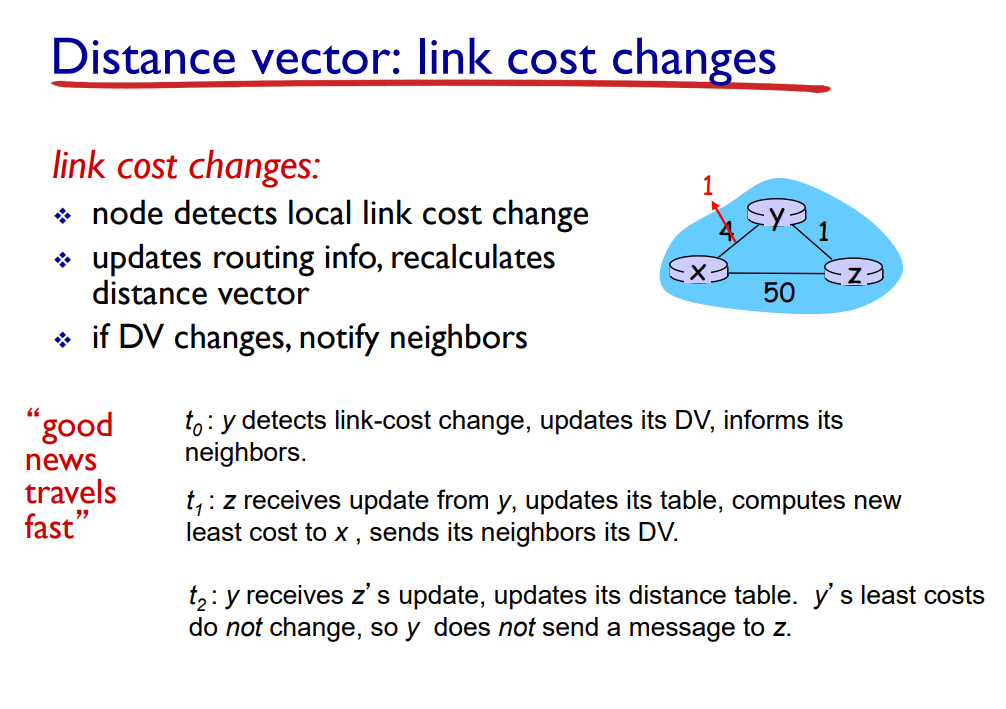 Distance vector: link cost changes
link cost changes:
❖ node detects local link cost change
❖ updates routing info, recalculates
distance vector
❖ if DV changes, notify neighbors
1
4
y
1
x
z
50
“good
news
travels
fast”
t0 : y detects link-cost change, updates its DV, informs its
neighbors.
t1 : z receives update from y, updates its table, computes new
least cost to x , sends its neighbors its DV.
t2 : y receives z’ s update, updates its distance table. y’ s least costs
do not change, so y does not send a message to z.